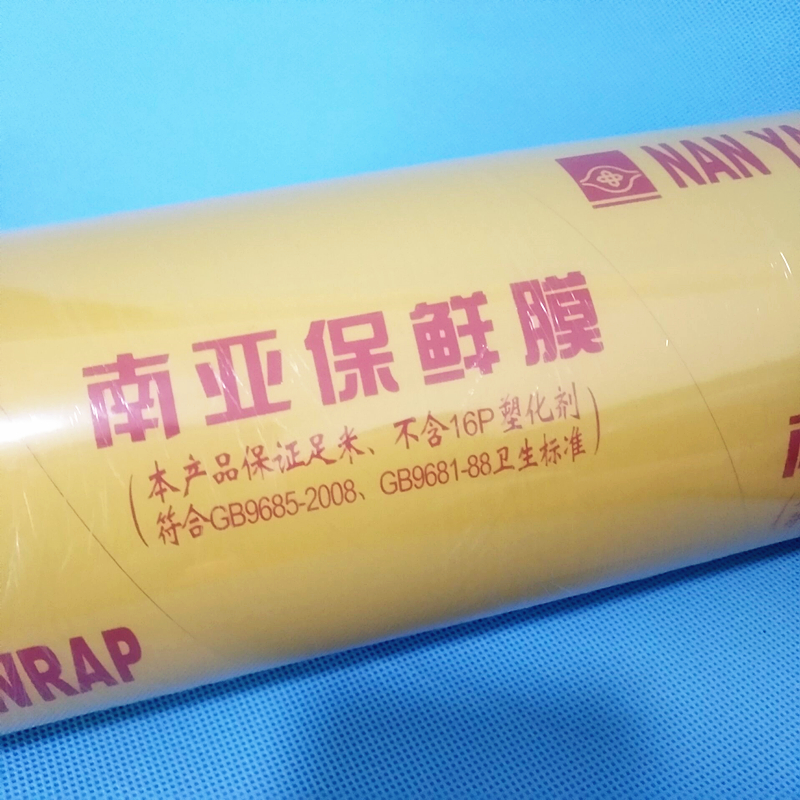 NAN YA
南亚保鲜膜
(本产品保证足米、不含16P塑化剂
符合GB9685-2008、GB9681-88卫生标准)
WRAP